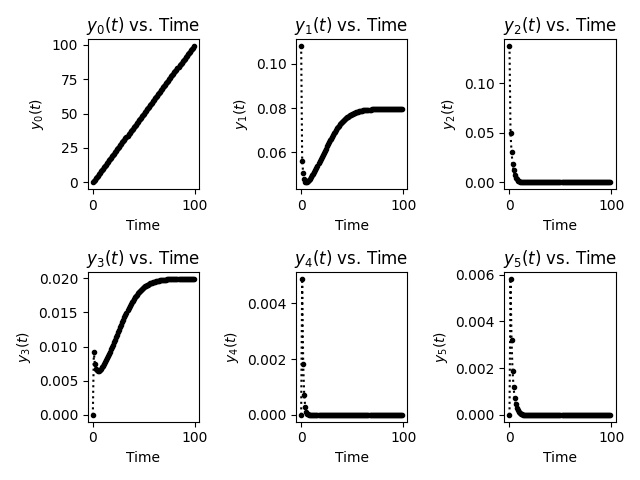 y₀(t) vs. Time
y₁(t) vs. Time
y₂(t) vs. Time
100
75
50
25
0
y₀(t)
0
100
Time
0.10
0.08
0.06
y₁(t)
0
100
Time
0.10
0.05
0.00
y₂(t)
0
100
Time
y₃(t) vs. Time
y₄(t) vs. Time
y₅(t) vs. Time
0.020
0.015
0.010
0.005
0.000
y₃(t)
0
100
Time
0.004
0.002
0.000
y₄(t)
0
100
Time
0.006
0.004
0.002
0.000
y₅(t)
0
100
Time